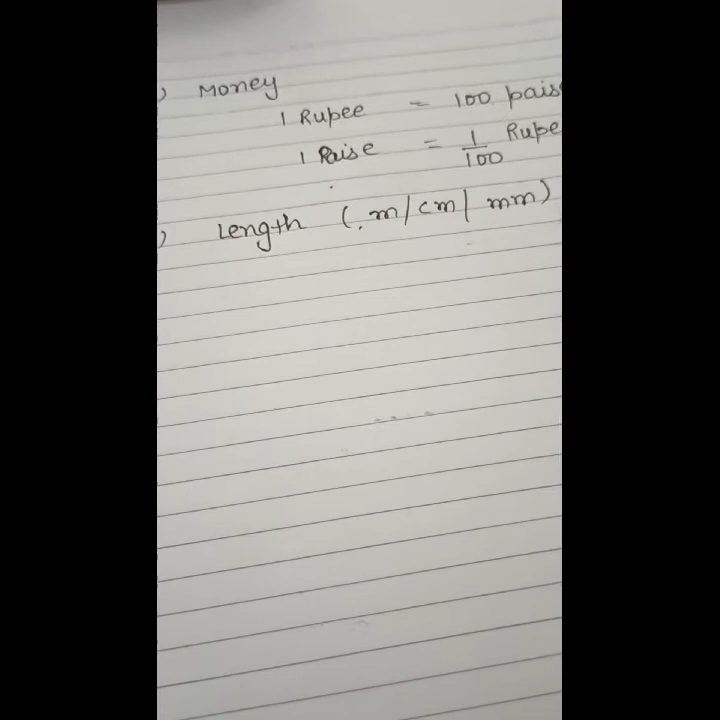 ) Money
1 Rupee = 100 pais
1 Paise = 1/100 Rupe
) Length (m/cm/ mm)